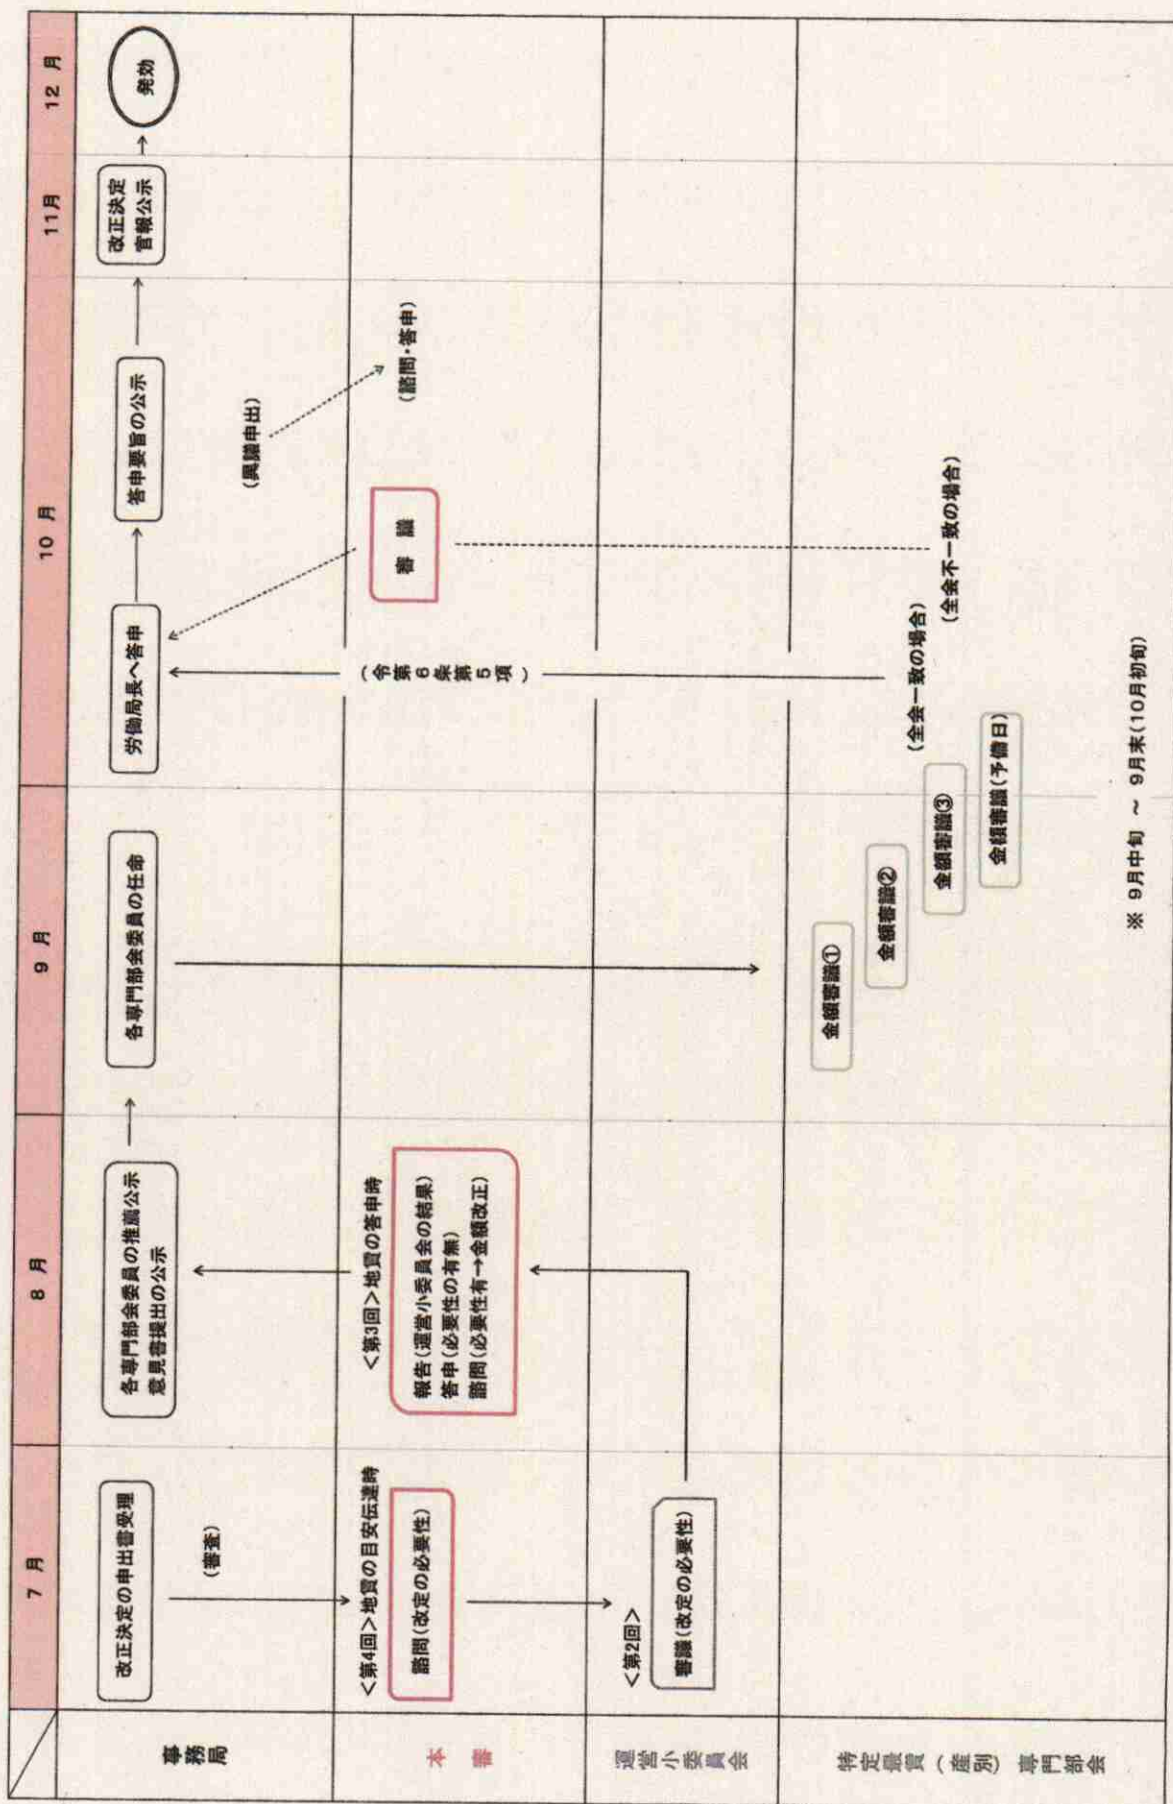 7 月
8 月
9 月
10 月
11月
12 月
事務局
改正決定の申出書受理
(審査)
各専門部会委員の推薦公示
意見書提出の公示
各専門部会委員の任命
労働局長へ答申
答申要旨の公示
改正決定
官報公示
発効
(異議申出)
本審
<第4回>地賃の目安伝達時
諮問(改定の必要性)
<第3回>地賃の答申時
報告(運営小委員会の結果)
答申(必要性の有無)
諮問(必要性有→金額改正)
(令第6条第5項)
審 議
(諮問・答申)
運営小委員会
<第2回>
審議(改定の必要性)
特定最賃(産別)専門部会
金額審議①
金額審議②
金額審議③
金額審議(予備日)
(全会一致の場合)
(全会不一致の場合)
※ 9月中旬 ~ 9月末(10月初旬)